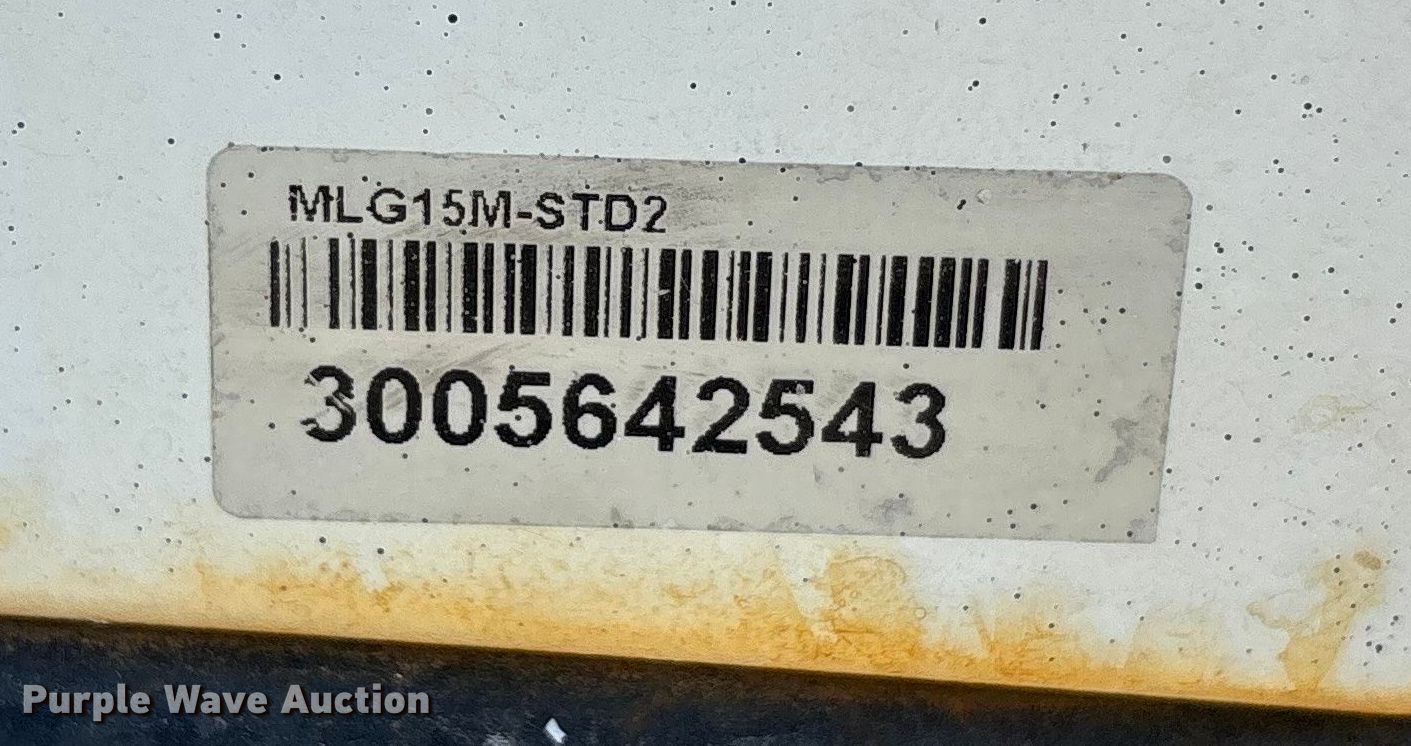 MLG15M-STD2
3005642543
Purple Wave Auction